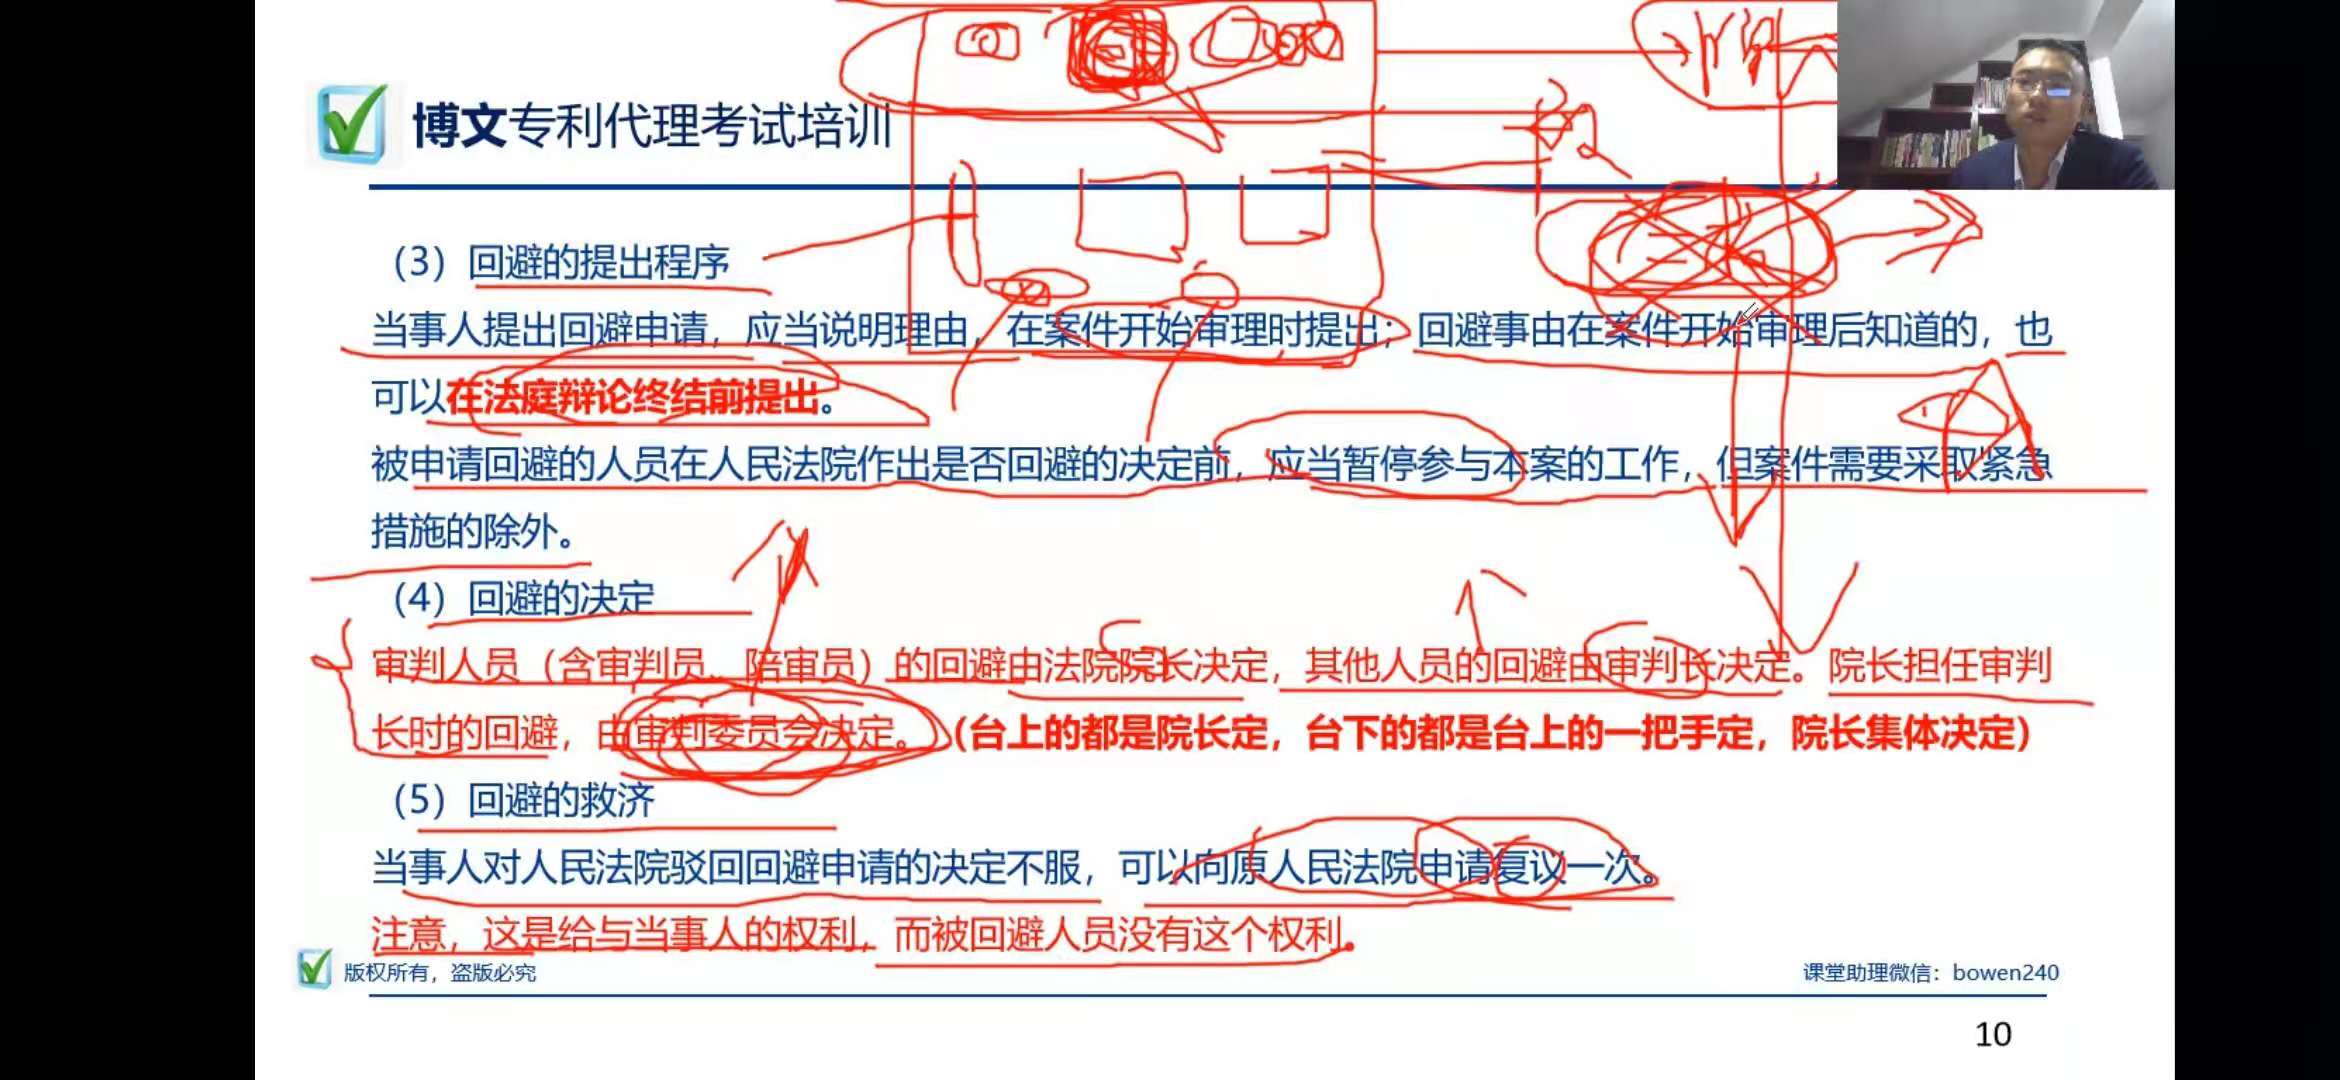 博文专利代理考试培训
（3）回避的提出程序
当事人提出回避申请，应当说明理由，在案件开始审理时提出；回避事由在案件开始审理后知道的，也
可以在法庭辩论终结前提出。
被申请回避的人员在人民法院作出是否回避的决定前，应当暂停参与本案的工作，但案件需要采取紧急
措施的除外。
（4）回避的决定
审判人员（含审判员、陪审员）的回避由法院院长决定，其他人员的回避由审判长决定。院长担任审判
长时的回避，由审判委员会决定。（台上的都是院长定，台下的都是台上的一把手定，院长集体决定）
（5）回避的救济
当事人对人民法院驳回回避申请的决定不服，可以向原人民法院申请复议一次。
注意，这是给与当事人的权利，而被回避人员没有这个权利。
版权所有，盗版必究
课堂助理微信：bowen240
10